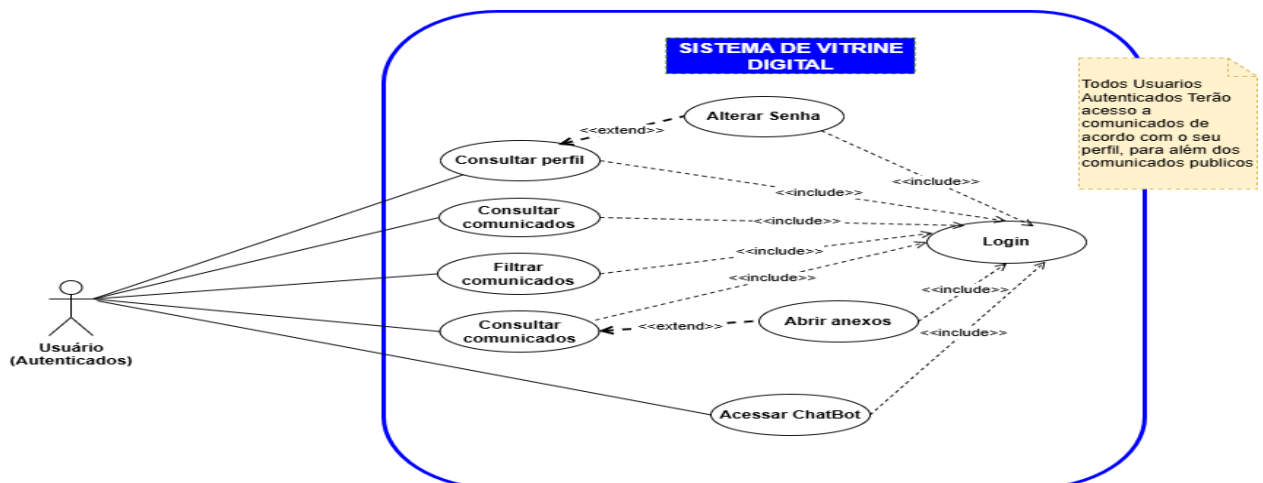 SISTEMA DE VITRINE
DIGITAL
Todos Usuarios
Autenticados Terão
acesso a
comunicados de
acordo com o seu
perfil, para além dos
comunicados publicos
Alterar Senha
<<extend>>
Consultar perfil
<<include>>
<<include>>
Consultar
comunicados
<<include>>
Login
Filtrar
comunicados
<<include>>
<<include>>
Consultar
comunicados
<<extend>>
Abrir anexos
<<include>>
<<include>>
Acessar ChatBot
Usuário
(Autenticados)